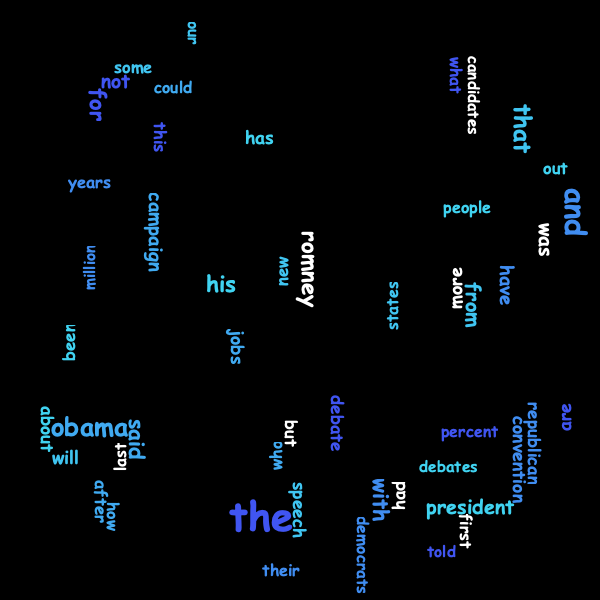 our
some
not
could
for
this
has
what
candidates
that
out
years
campaign
people
and
was
million
his
new
romney
states
more
from
have
been
jobs
about
obama
said
will
last
but
who
debate
percent
republican
convention
are
debates
after
how
the
speech
with
had
president
first
told
their
democrats